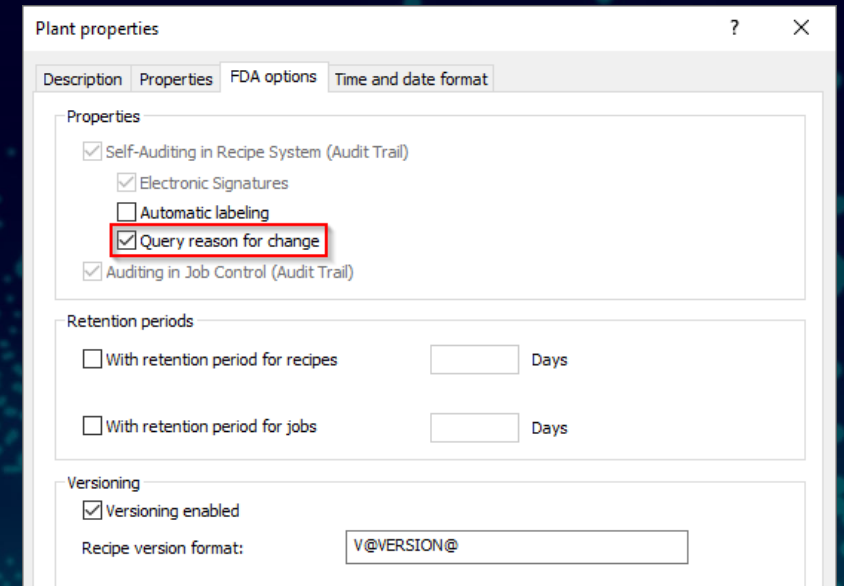 Plant properties
?
Description Properties FDA options Time and date format
Properties
Self-Auditing in Recipe System (Audit Trail)
Electronic Signatures
Automatic labeling
Query reason for change
Auditing in Job Control (Audit Trail)
Retention periods
With retention period for recipes Days
With retention period for jobs Days
Versioning
Versioning enabled
Recipe version format: V@VERSION@